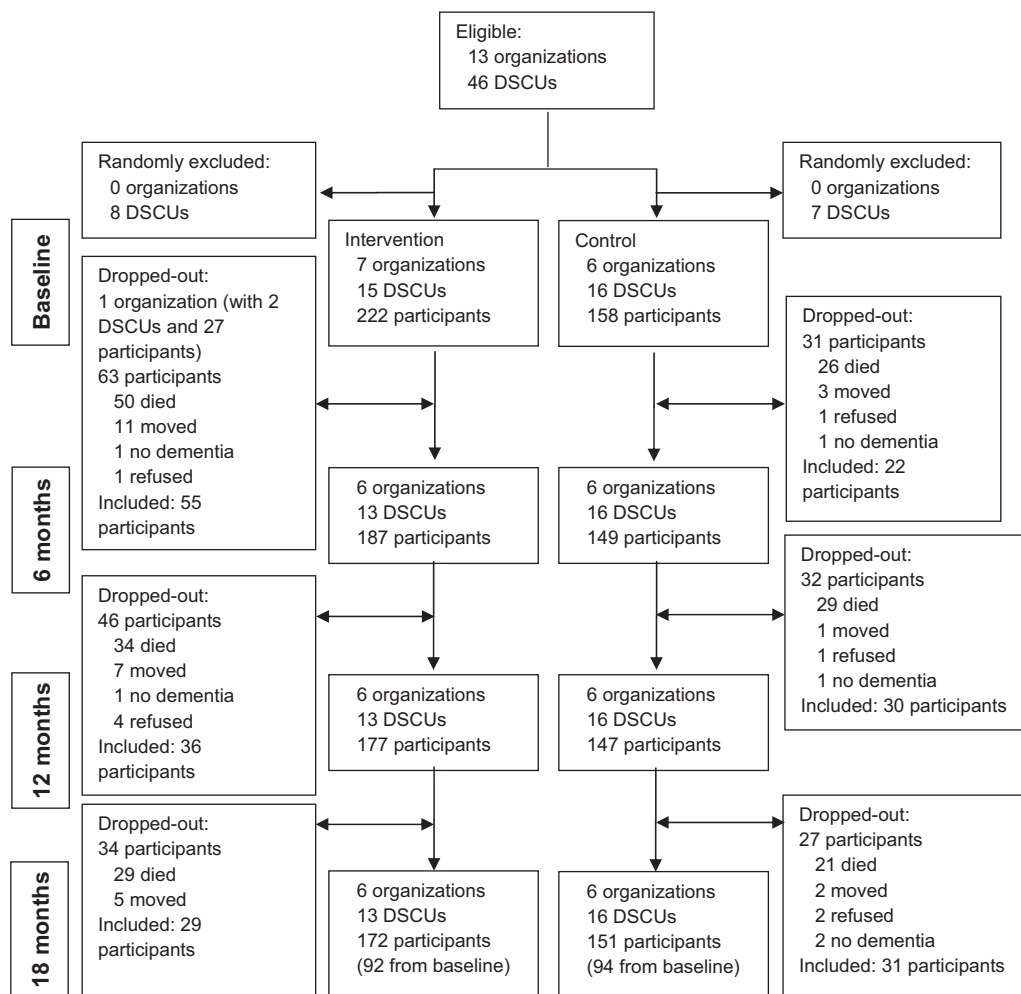 Eligible:
13 organizations
46 DSCUs
Randomly excluded:
0 organizations
8 DSCUs
Randomly excluded:
0 organizations
7 DSCUs
Baseline
Intervention
7 organizations
15 DSCUs
222 participants
Control
6 organizations
16 DSCUs
158 participants
Dropped-out:
1 organization (with 2
DSCUs and 27
participants)
63 participants
50 died
11 moved
1 no dementia
1 refused
Included: 55
participants
Dropped-out:
31 participants
26 died
3 moved
1 refused
1 no dementia
Included: 22
participants
6 months
6 organizations
13 DSCUs
187 participants
6 organizations
16 DSCUs
149 participants
Dropped-out:
46 participants
34 died
7 moved
1 no dementia
4 refused
Included: 36
participants
Dropped-out:
32 participants
29 died
1 moved
1 refused
1 no dementia
Included: 30 participants
12 months
6 organizations
13 DSCUs
177 participants
6 organizations
16 DSCUs
147 participants
Dropped-out:
34 participants
29 died
5 moved
Included: 29
participants
Dropped-out:
27 participants
21 died
2 moved
2 refused
2 no dementia
Included: 31 participants
18 months
6 organizations
13 DSCUs
172 participants
(92 from baseline)
6 organizations
16 DSCUs
151 participants
(94 from baseline)